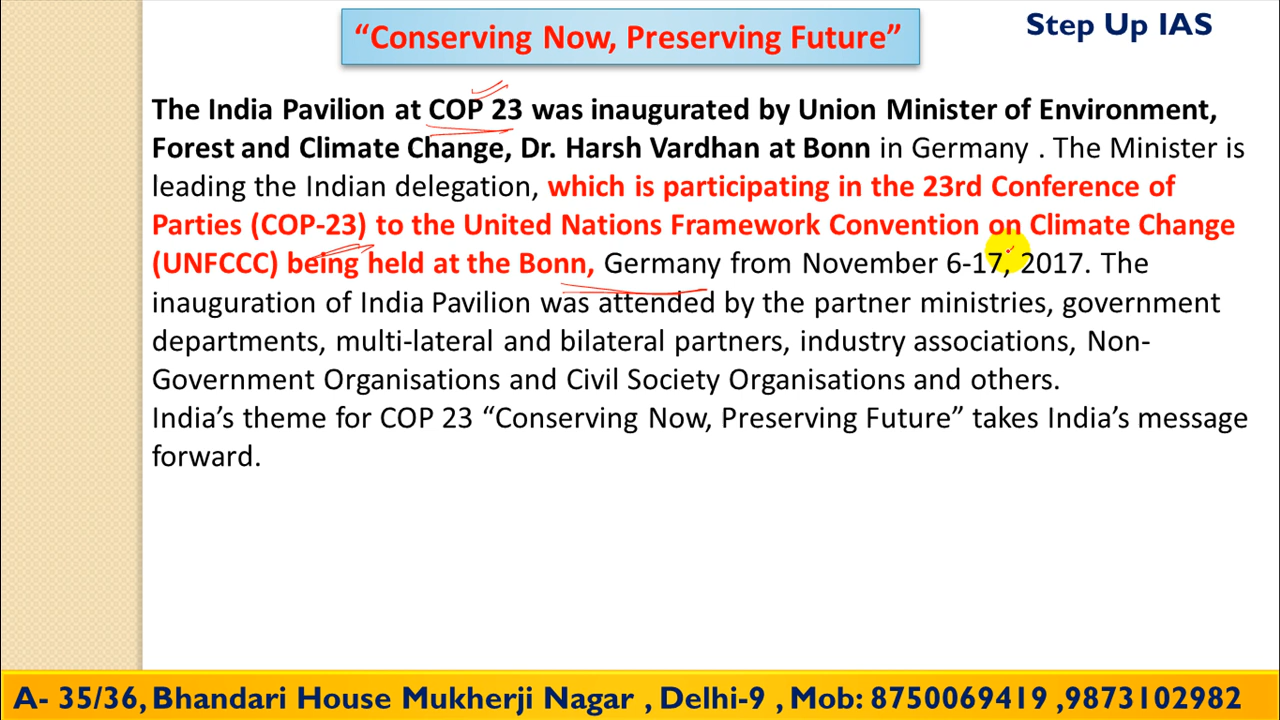 “Conserving Now, Preserving Future”
Step Up IAS
The India Pavilion at COP 23 was inaugurated by Union Minister of Environment,
Forest and Climate Change, Dr. Harsh Vardhan at Bonn in Germany . The Minister is
leading the Indian delegation, which is participating in the 23rd Conference of
Parties (COP-23) to the United Nations Framework Convention on Climate Change
(UNFCCC) being held at the Bonn, Germany from November 6-17, 2017. The
inauguration of India Pavilion was attended by the partner ministries, government
departments, multi-lateral and bilateral partners, industry associations, Non-
Government Organisations and Civil Society Organisations and others.
India’s theme for COP 23 “Conserving Now, Preserving Future” takes India’s message
forward.
A- 35/36, Bhandari House Mukherji Nagar , Delhi-9 , Mob: 8750069419 ,9873102982